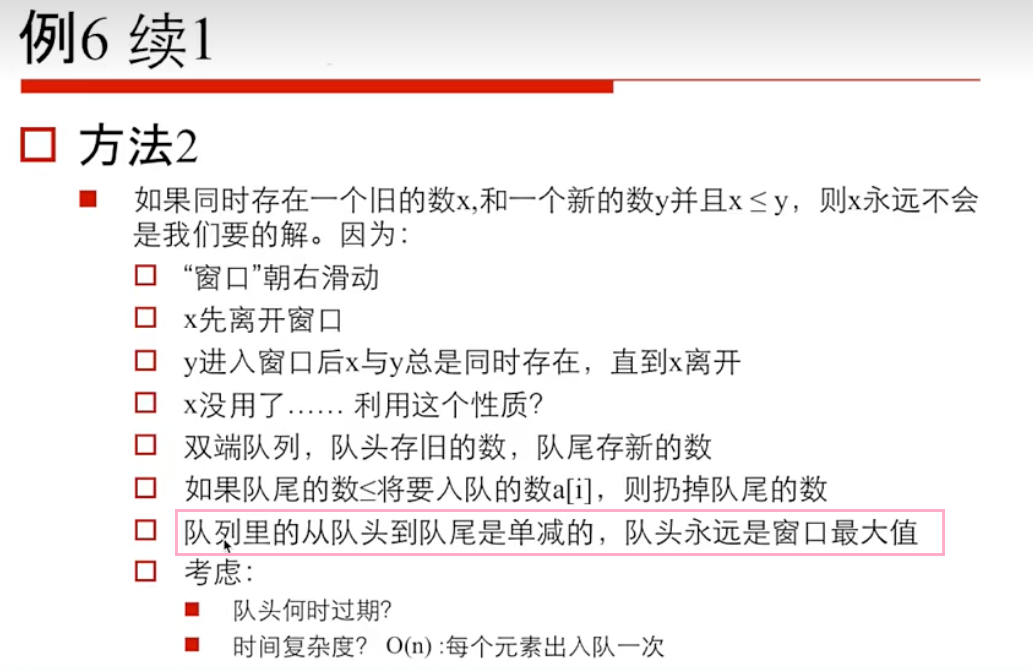 例6 续1
方法2
如果同时存在一个旧的数x,和一个新的数y并且x ≤ y，则x永远不会
是我们要的解。因为：
“窗口”朝右滑动
x先离开窗口
y进入窗口后x与y总是同时存在，直到x离开
x没用了…… 利用这个性质？
双端队列，队头存旧的数，队尾存新的数
如果队尾的数≤将要入队的数a[i]，则扔掉队尾的数
队列里的从队头到队尾是单减的，队头永远是窗口最大值
考虑：
队头何时过期？
时间复杂度？ O(n) :每个元素出入队一次